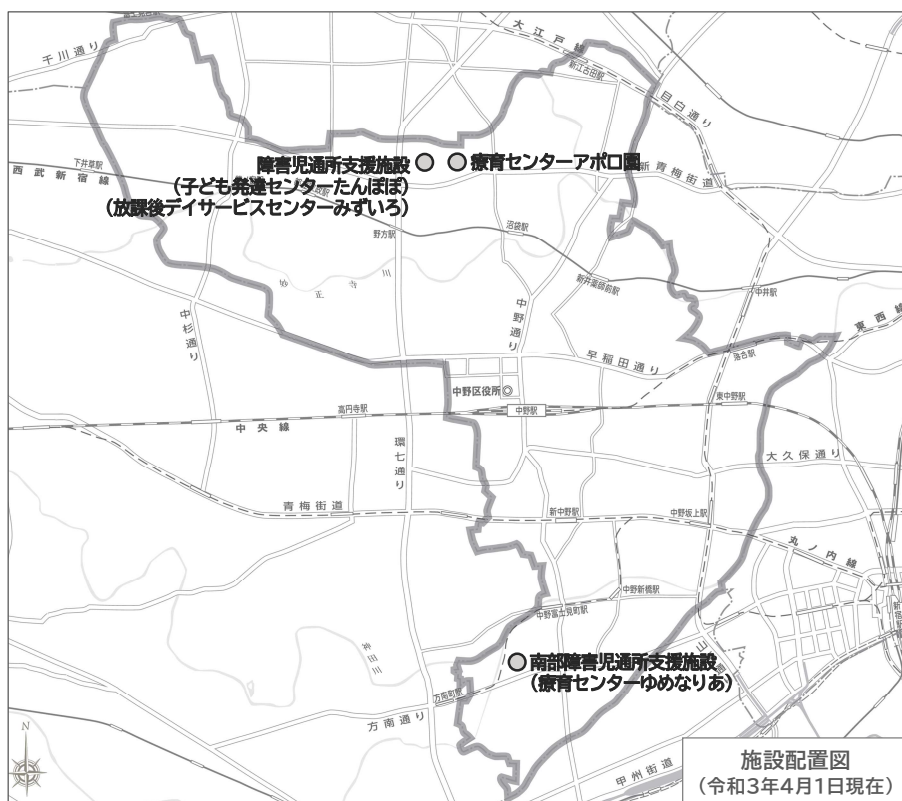 大江戸線
千川通り
新江古田駅
目白通り
障害児通所支援施設
療育センターアポロ園
下井草駅
西武新宿線
(子ども発達センターたんぽぽ)
新青梅街道
(放課後デイサービスセンターみずいろ)
野方駅
沼袋駅
新井薬師前駅
妙正寺川
中井駅
中杉通り
中野通り
東西線
早稲田通り
落合駅
中野区役所◎
東中野駅
高円寺駅
中野駅
中央線
環七通り
大久保通り
青梅街道
新中野駅
中野坂上駅
丸ノ内線
中野新橋駅
中野富士見町駅
新宿駅
南部障害児通所支援施設
(療育センターゆめなりあ)
方南町駅
方南通り
甲州街道
N
施設配置図
(令和3年4月1日現在)